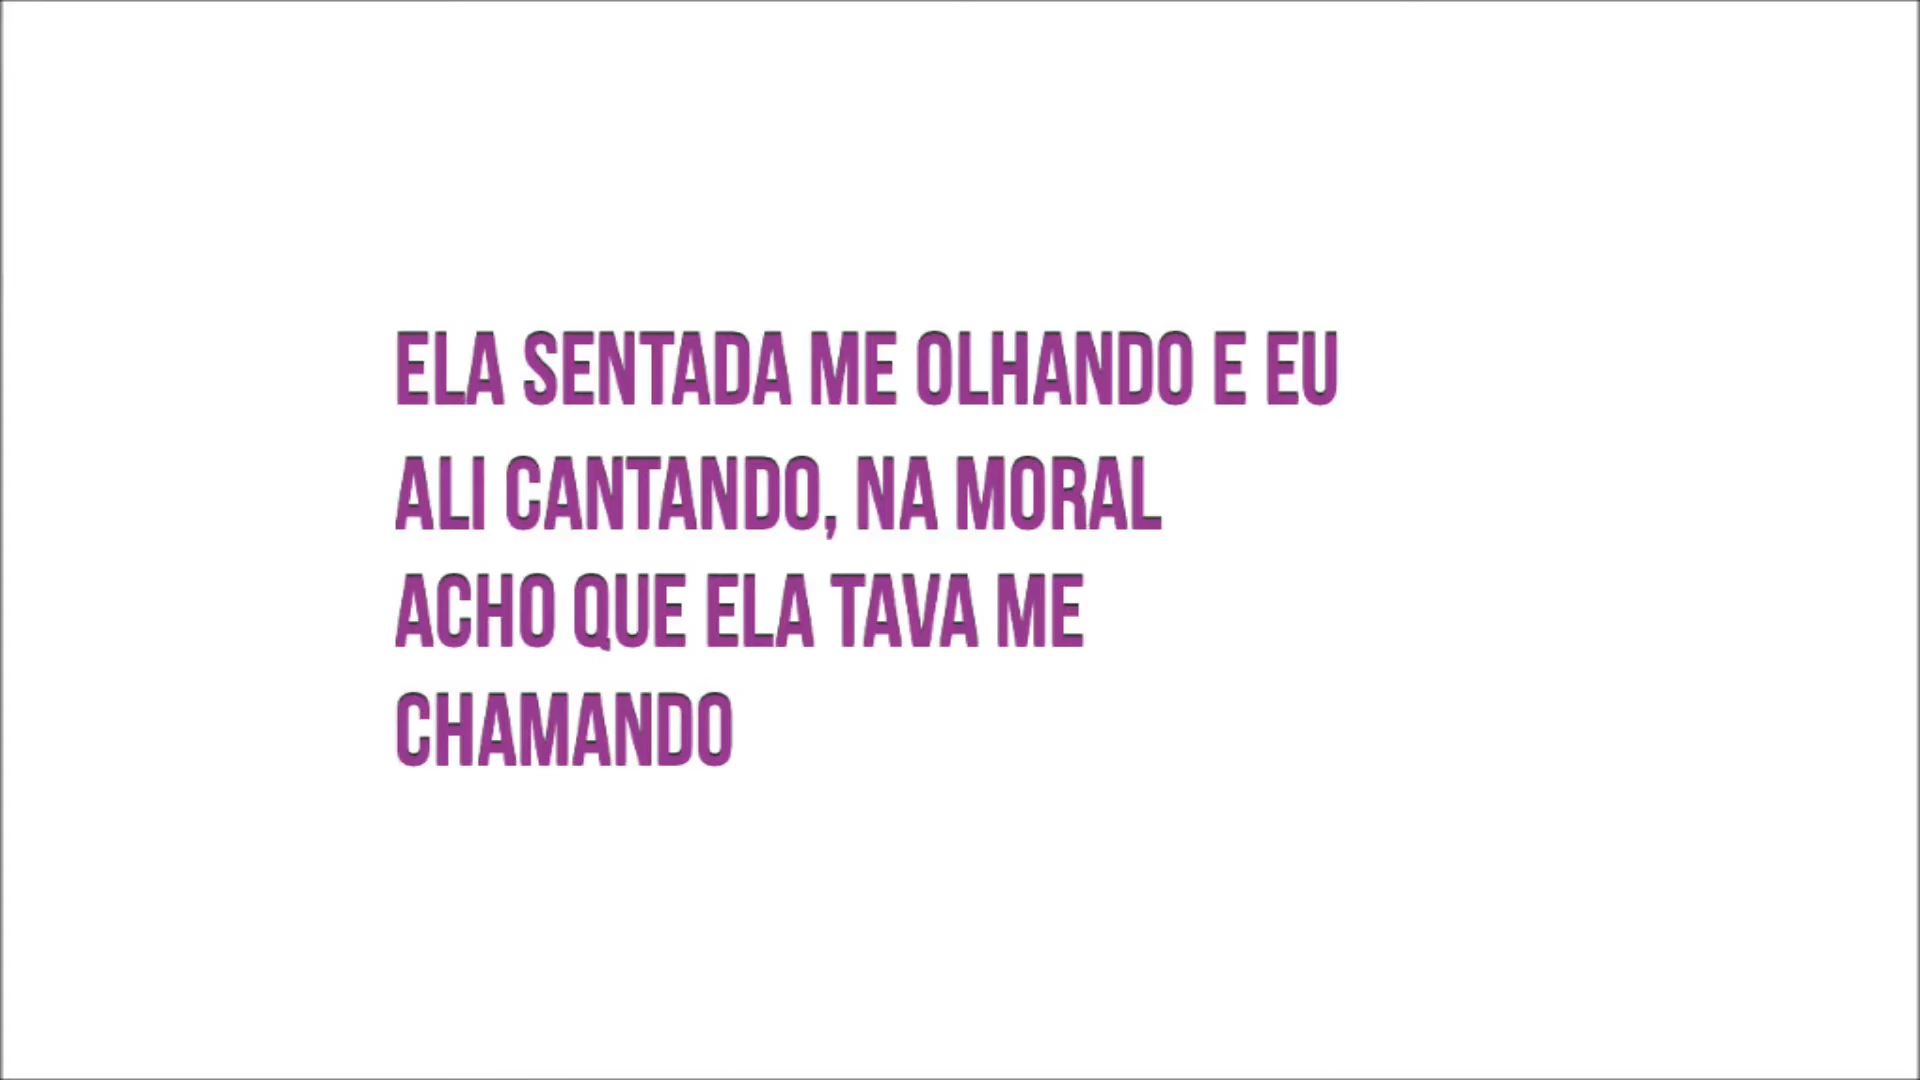 ELA SENTADA ME OLHANDO E EU
ALI CANTANDO, NA MORAL
ACHO QUE ELA TAVA ME
CHAMANDO